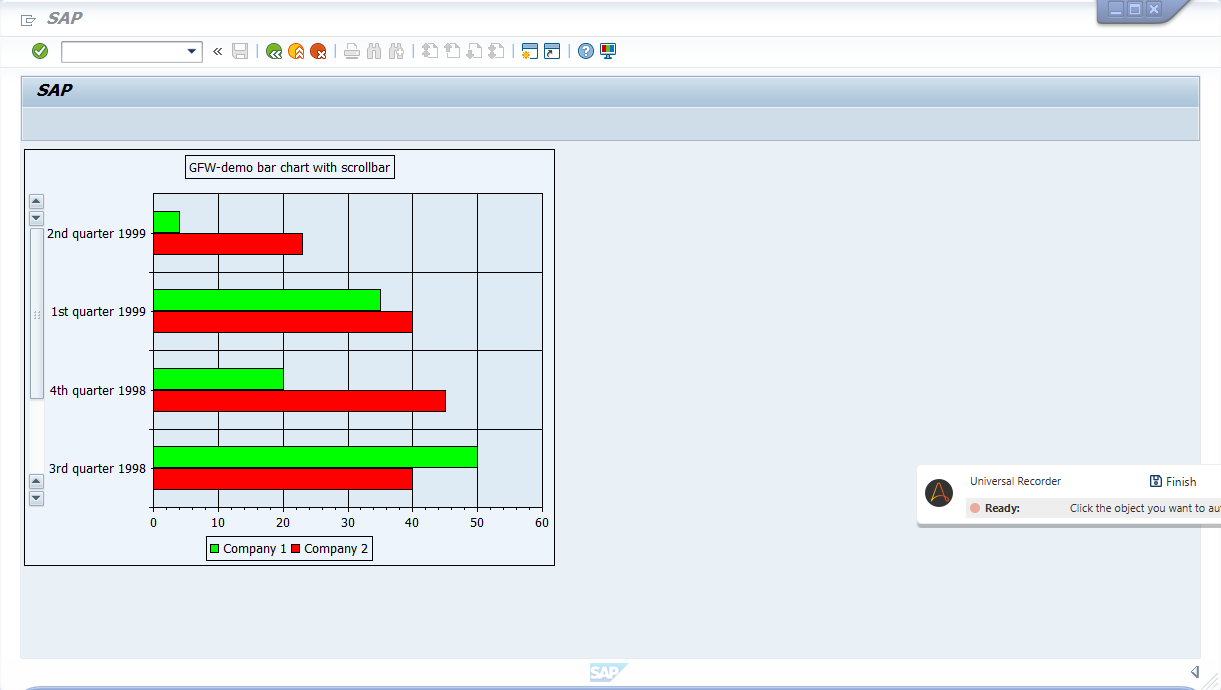 SAP
SAP
GFW-demo bar chart with scrollbar
2nd quarter 1999
1st quarter 1999
4th quarter 1998
3rd quarter 1998
0 10 20 30 40 50 60
Company 1 Company 2
Universal Recorder Finish
Ready: Click the object you want to au
SAP